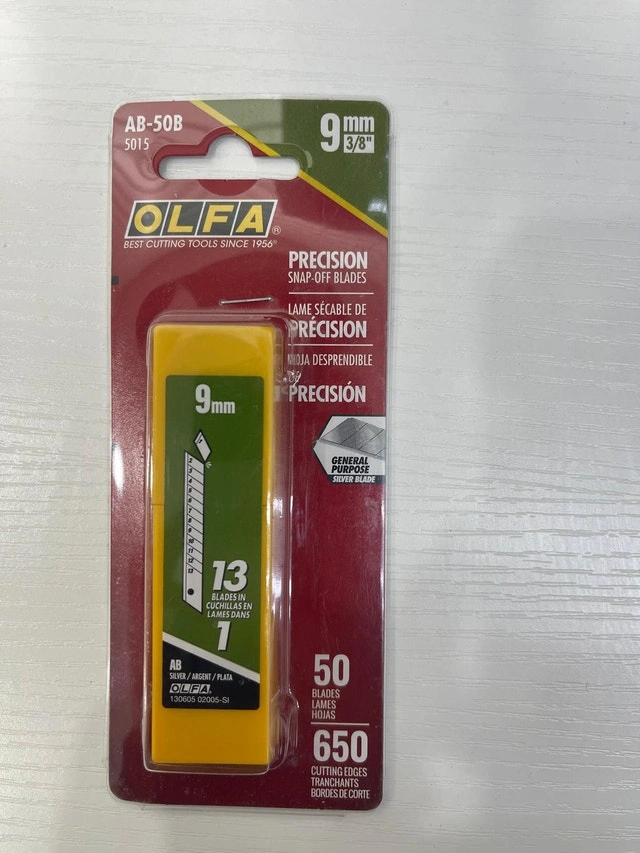 AB-50B
5015
9mm
3/8"
OLFA®
BEST CUTTING TOOLS SINCE 1956®
PRECISION
SNAP-OFF BLADES
LAME SÉCABLE DE
PRÉCISION
HOJA DESPRENDIBLE
PRECISIÓN
GENERAL
PURPOSE
SILVER BLADE
9mm
13
BLADES IN
CUCHILLAS EN
LAMES DANS
1
AB
SILVER / ARGENT / PLATA
OLFA
130605 02005-SI
50
BLADES
LAMES
HOJAS
650
CUTTING EDGES
TRANCHANTS
BORDES DE CORTE